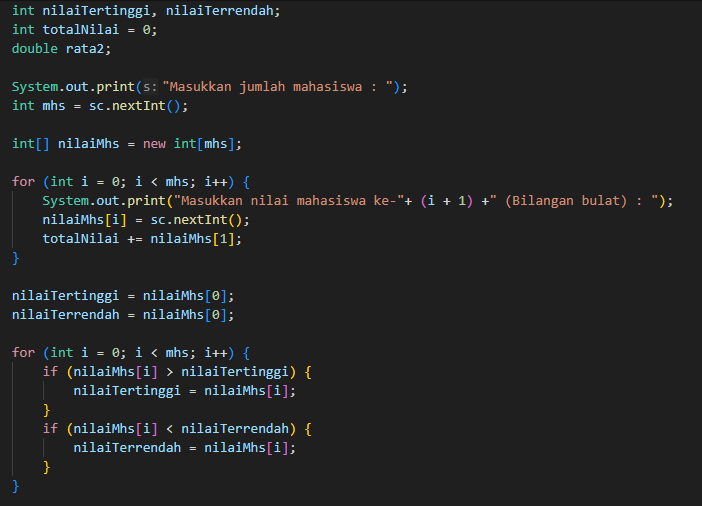 int nilaiTertinggi, nilaiTerrendah;
int totalNilai = 0;
double rata2;
System.out.print(s: "Masukkan jumlah mahasiswa : ");
int mhs = sc.nextInt();
int[] nilaiMhs = new int[mhs];
for (int i = 0; i < mhs; i++) {
System.out.print("Masukkan nilai mahasiswa ke-"+ (i + 1) +" (Bilangan bulat) : ");
nilaiMhs[i] = sc.nextInt();
totalNilai += nilaiMhs[1];
}
nilaiTertinggi = nilaiMhs[0];
nilaiTerrendah = nilaiMhs[0];
for (int i = 0; i < mhs; i++) {
if (nilaiMhs[i] > nilaiTertinggi) {
nilaiTertinggi = nilaiMhs[i];
}
if (nilaiMhs[i] < nilaiTerrendah) {
nilaiTerrendah = nilaiMhs[i];
}
}